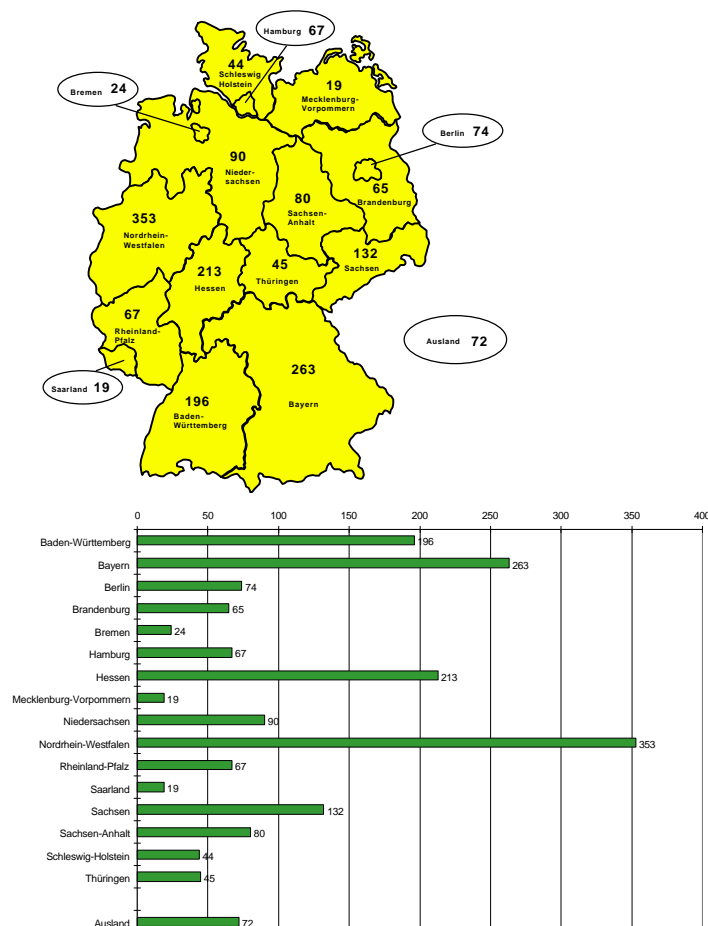 Hamburg 67
44
Schleswig
Holstein
19
Mecklenburg-
Vorpommern
Bremen 24
Berlin 74
90
Nieder-
sachsen
65
Brandenburg
80
Sachsen-
Anhalt
353
Nordrhein-
Westfalen
132
Sachsen
45
Thüringen
213
Hessen
67
Rheinland-
Pfalz
Ausland 72
Saarland 19
263
Bayern
196
Baden-
Württemberg
0 50 100 150 200 250 300 350 400
Baden-Württemberg 196
Bayern 263
Berlin 74
Brandenburg 65
Bremen 24
Hamburg 67
Hessen 213
Mecklenburg-Vorpommern 19
Niedersachsen 90
Nordrhein-Westfalen 353
Rheinland-Pfalz 67
Saarland 19
Sachsen 132
Sachsen-Anhalt 80
Schleswig-Holstein 44
Thüringen 45
Ausland 72